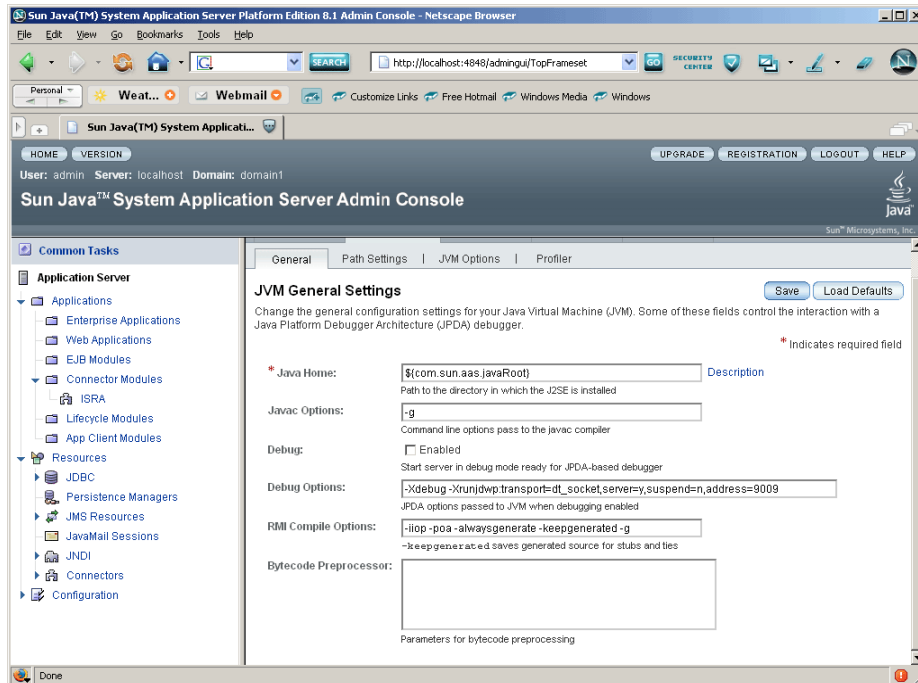 Sun Java(TM) System Application Server Platform Edition 8.1 Admin Console - Netscape Browser
File Edit View Go Bookmarks Tools Help
SEARCH http://localhost:4848/admingui/TopFrameset GO SECURITY CENTER
Personal Weat... Webmail Customize Links Free Hotmail Windows Media Windows
Sun Java(TM) System Applicati...
HOME VERSION UPGRADE REGISTRATION LOGOUT HELP
User: admin Server: localhost Domain: domain1
Sun Java™ System Application Server Admin Console
Java™
Sun™ Microsystems, Inc.
Common Tasks
Application Server
Applications
Enterprise Applications
Web Applications
EJB Modules
Connector Modules
ISRA
Lifecycle Modules
App Client Modules
Resources
JDBC
Persistence Managers
JMS Resources
JavaMail Sessions
JNDI
Connectors
Configuration
General Path Settings | JVM Options | Profiler
JVM General Settings Save Load Defaults
Change the general configuration settings for your Java Virtual Machine (JVM). Some of these fields control the interaction with a
Java Platform Debugger Architecture (JPDA) debugger.
* Indicates required field
* Java Home: ${com.sun.aas.javaRoot} Description
Path to the directory in which the J2SE is installed
Javac Options: -g
Command line options pass to the javac compiler
Debug: Enabled
Start server in debug mode ready for JPDA-based debugger
Debug Options: -Xdebug -Xrunjdwp:transport=dt_socket,server=y,suspend=n,address=9009
JPDA options passed to JVM when debugging enabled
RMI Compile Options: -iiop -poa -alwaysgenerate -keepgenerated -g
-keepgenerated saves generated source for stubs and ties
Bytecode Preprocessor:
Parameters for bytecode preprocessing
Done